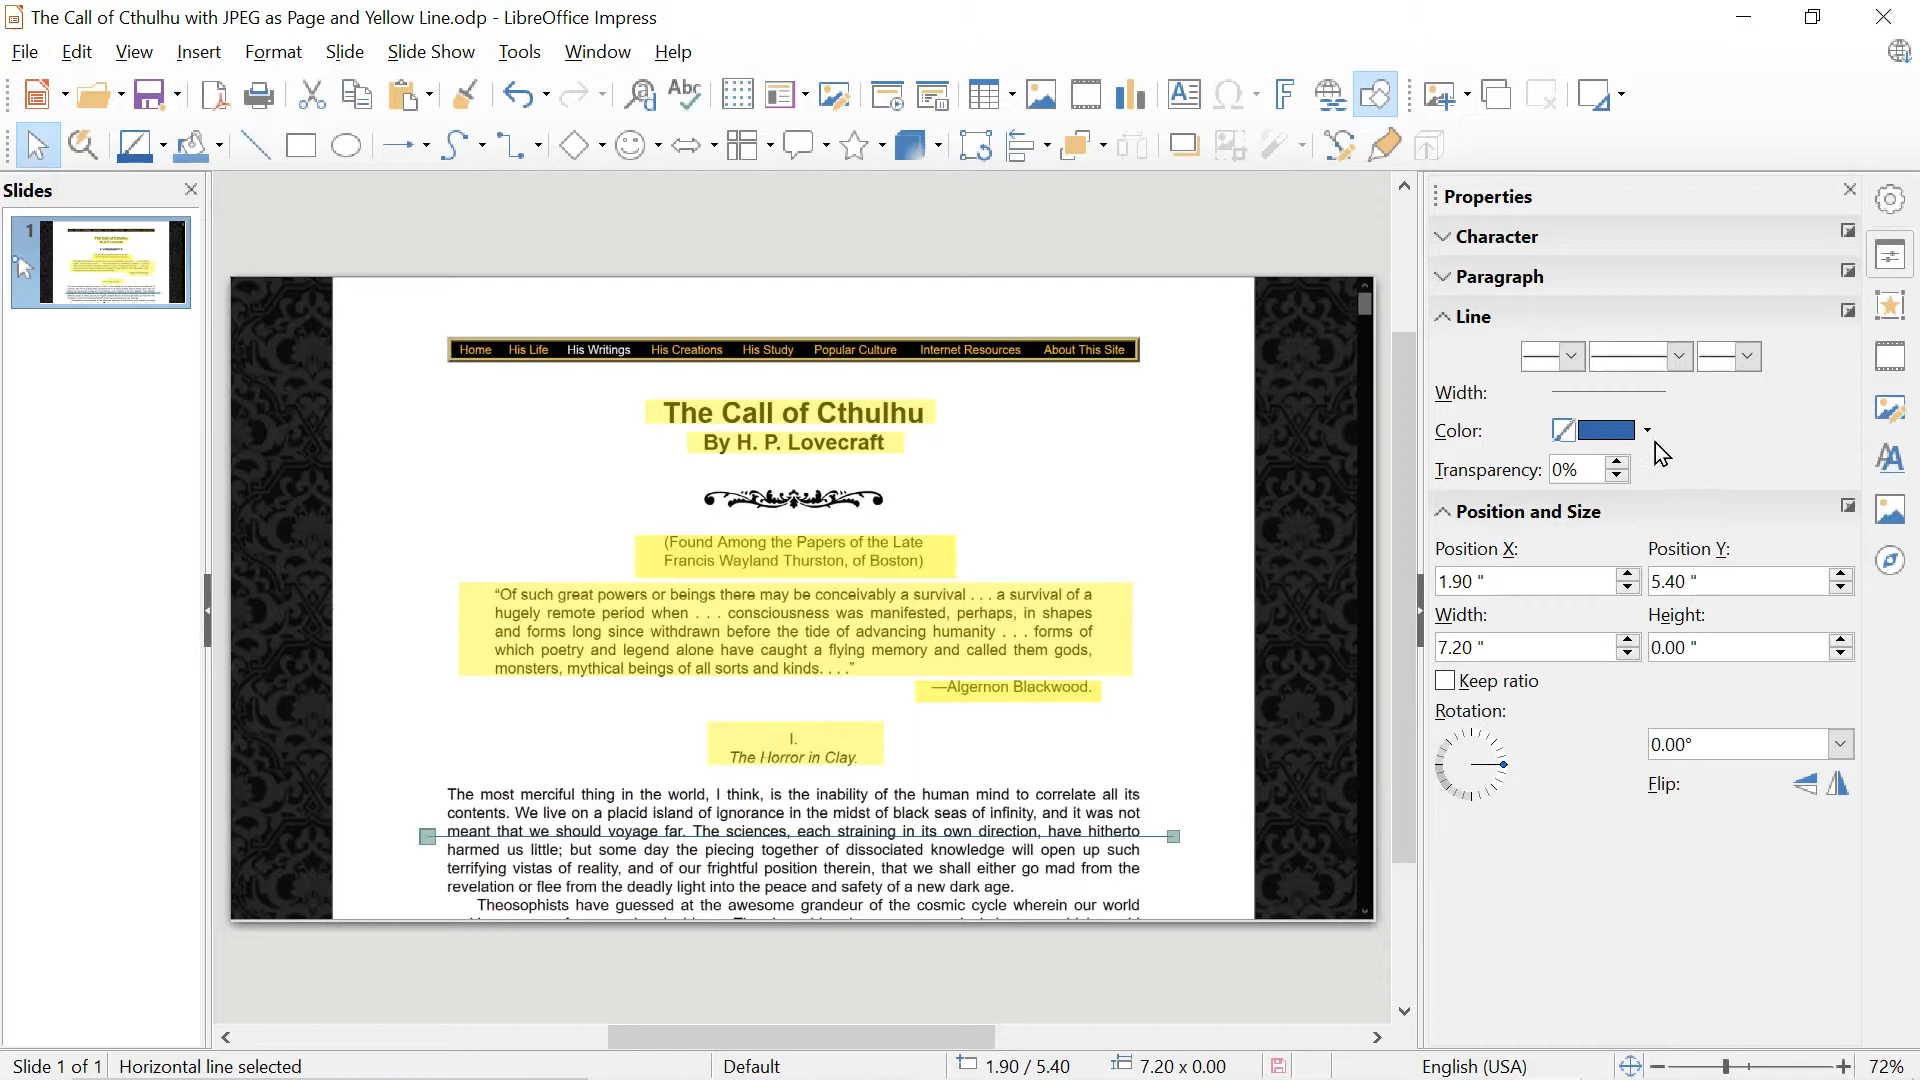 The Call of Cthulhu with JPEG as Page and Yellow Line.odp - LibreOffice Impress
File Edit View Insert Format Slide Slide Show Tools Window Help
Abc
A
F
Slides
1
Home His Life His Writings His Creations His Study Popular Culture Internet Resources About This Site
The Call of Cthulhu
By H. P. Lovecraft
(Found Among the Papers of the Late
Francis Wayland Thurston, of Boston)
“Of such great powers or beings there may be conceivably a survival . . . a survival of a
hugely remote period when . . . consciousness was manifested, perhaps, in shapes
and forms long since withdrawn before the tide of advancing humanity . . . forms of
which poetry and legend alone have caught a flying memory and called them gods,
monsters, mythical beings of all sorts and kinds. . . .”
—Algernon Blackwood.
I.
The Horror in Clay.
The most merciful thing in the world, I think, is the inability of the human mind to correlate all its
contents. We live on a placid island of ignorance in the midst of black seas of infinity, and it was not
meant that we should voyage far. The sciences, each straining in its own direction, have hitherto
harmed us little; but some day the piecing together of dissociated knowledge will open up such
terrifying vistas of reality, and of our frightful position therein, that we shall either go mad from the
revelation or flee from the deadly light into the peace and safety of a new dark age.
Theosophists have guessed at the awesome grandeur of the cosmic cycle wherein our world
Properties
Character
Paragraph
Line
Width:
Color:
Transparency: 0%
Position and Size
Position X: Position Y:
1.90 " 5.40 "
Width: Height:
7.20 " 0.00 "
Keep ratio
Rotation:
0.00°
Flip:
Slide 1 of 1 Horizontal line selected Default 1.90 / 5.40 7.20 x 0.00 English (USA) 72%